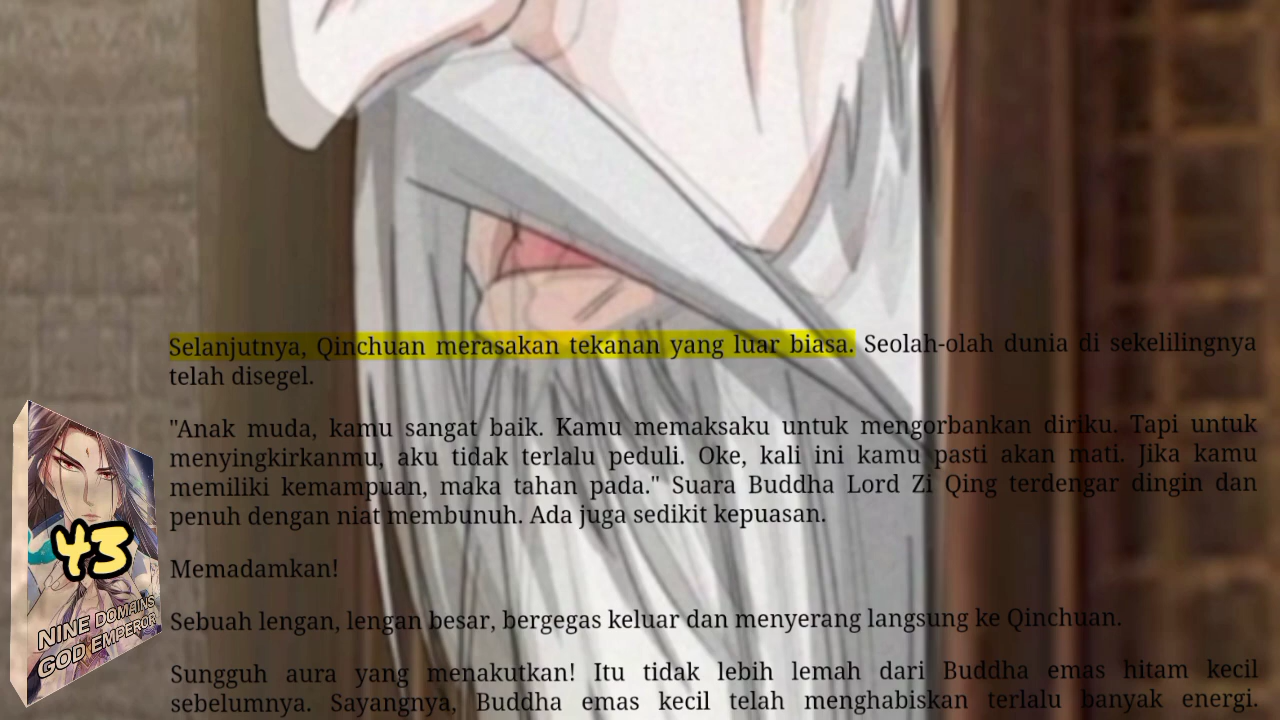 Selanjutnya, Qinchuan merasakan tekanan yang luar biasa. Seolah-olah dunia di sekelilingnya
telah disegel.
"Anak muda, kamu sangat baik. Kamu memaksaku untuk mengorbankan diriku. Tapi untuk
menyingkirkanmu, aku tidak terlalu peduli. Oke, kali ini kamu pasti akan mati. Jika kamu
memiliki kemampuan, maka tahan pada." Suara Buddha Lord Zi Qing terdengar dingin dan
penuh dengan niat membunuh. Ada juga sedikit kepuasan.
Memadamkan!
Sebuah lengan, lengan besar, bergegas keluar dan menyerang langsung ke Qinchuan.
Sungguh aura yang menakutkan! Itu tidak lebih lemah dari Buddha emas hitam kecil
sebelumnya. Sayangnya, Buddha emas kecil telah menghabiskan terlalu banyak energi.
43
NINE DOMAINS
GOD EMPEROR